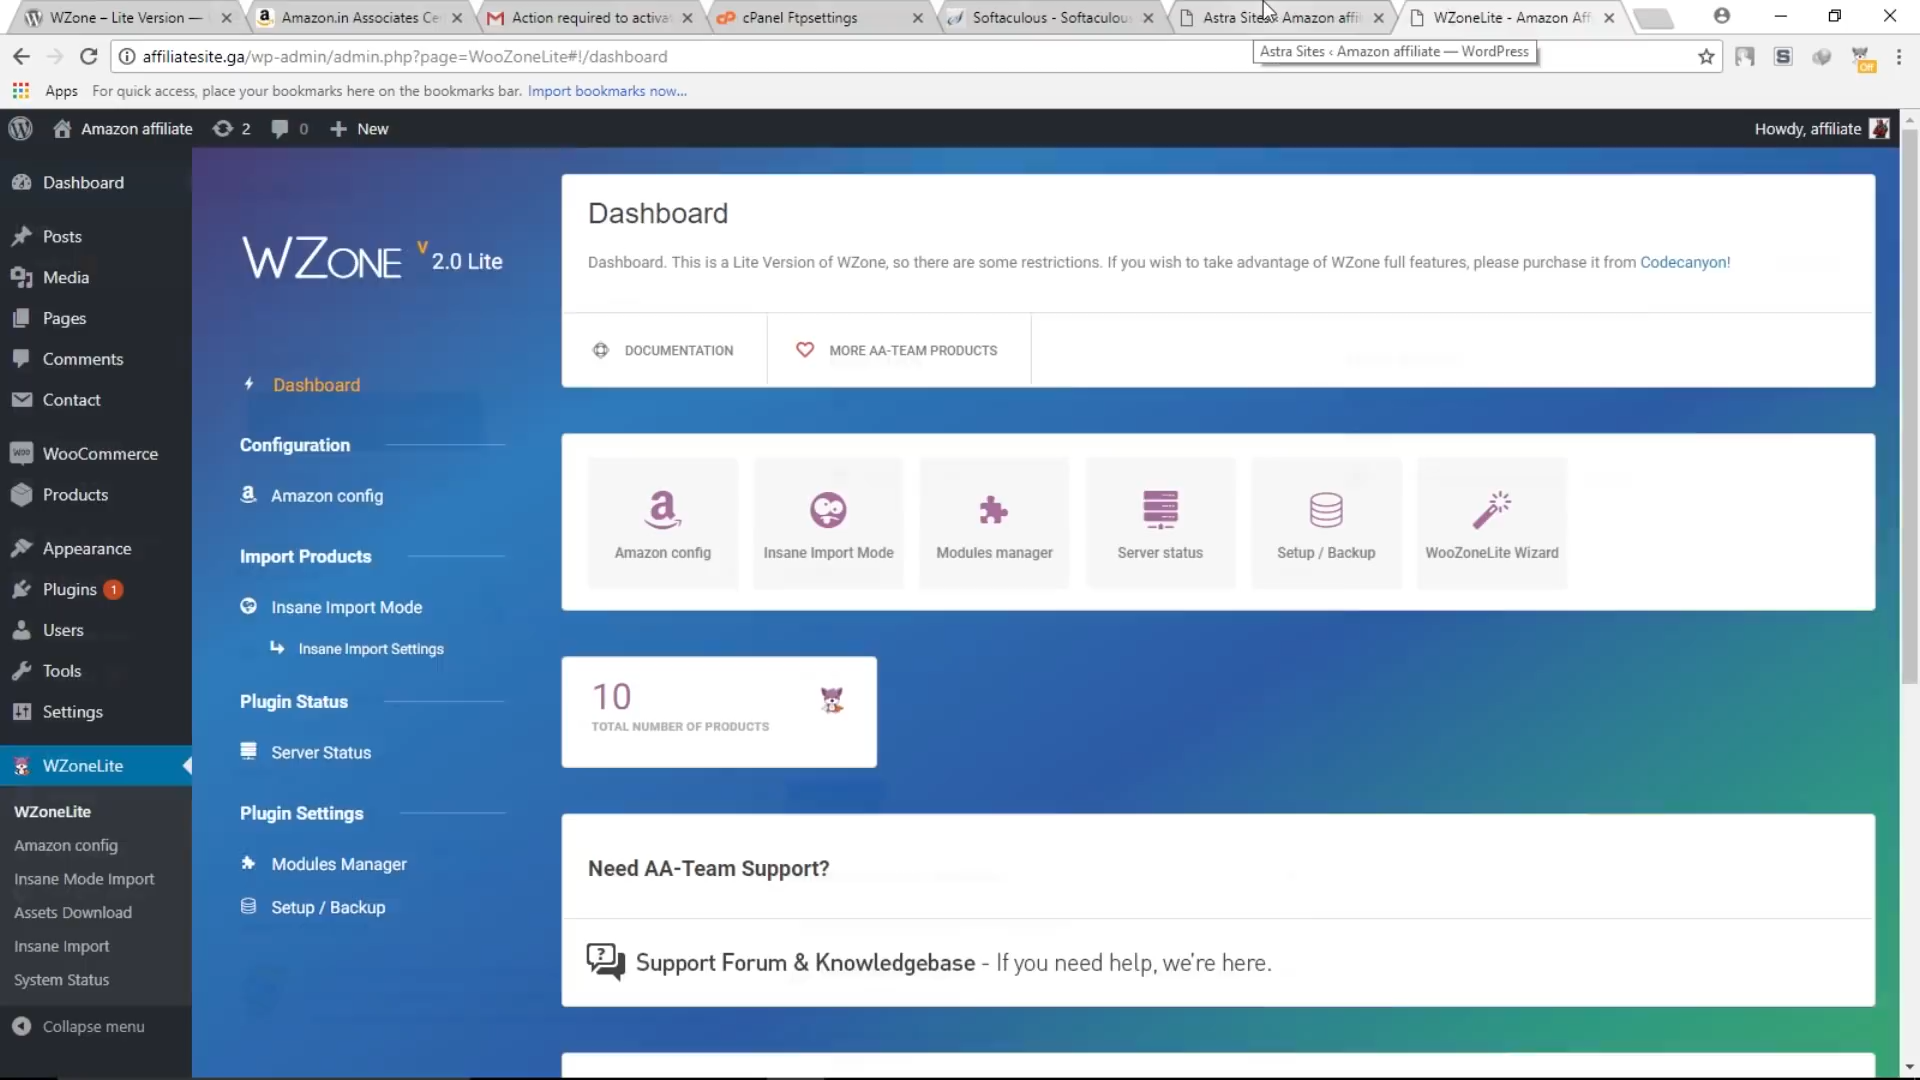 WZone – Lite Version —
Amazon.in Associates Ce
Action required to activa
cPanel Ftpsettings
Softaculous - Softaculous
Astra Sites ‹ Amazon affi
WZoneLite - Amazon Aff
affiliatesite.ga/wp-admin/admin.php?page=WooZoneLite#!/dashboard
Astra Sites ‹ Amazon affiliate — WordPress
Off
Apps
For quick access, place your bookmarks here on the bookmarks bar. Import bookmarks now...
Amazon affiliate
2
0
New
Howdy, affiliate
Dashboard
Posts
Media
Pages
Comments
Contact
WooCommerce
Products
Appearance
Plugins 1
Users
Tools
Settings
WZoneLite
WZoneLite
Amazon config
Insane Mode Import
Assets Download
Insane Import
System Status
Collapse menu
WZONE V 2.0 Lite
Dashboard
Configuration
Amazon config
Import Products
Insane Import Mode
Insane Import Settings
Plugin Status
Server Status
Plugin Settings
Modules Manager
Setup / Backup
Dashboard
Dashboard. This is a Lite Version of WZone, so there are some restrictions. If you wish to take advantage of WZone full features, please purchase it from Codecanyon!
DOCUMENTATION
MORE AA-TEAM PRODUCTS
Amazon config
Insane Import Mode
Modules manager
Server status
Setup / Backup
WooZoneLite Wizard
10
TOTAL NUMBER OF PRODUCTS
Need AA-Team Support?
Support Forum & Knowledgebase - If you need help, we're here.